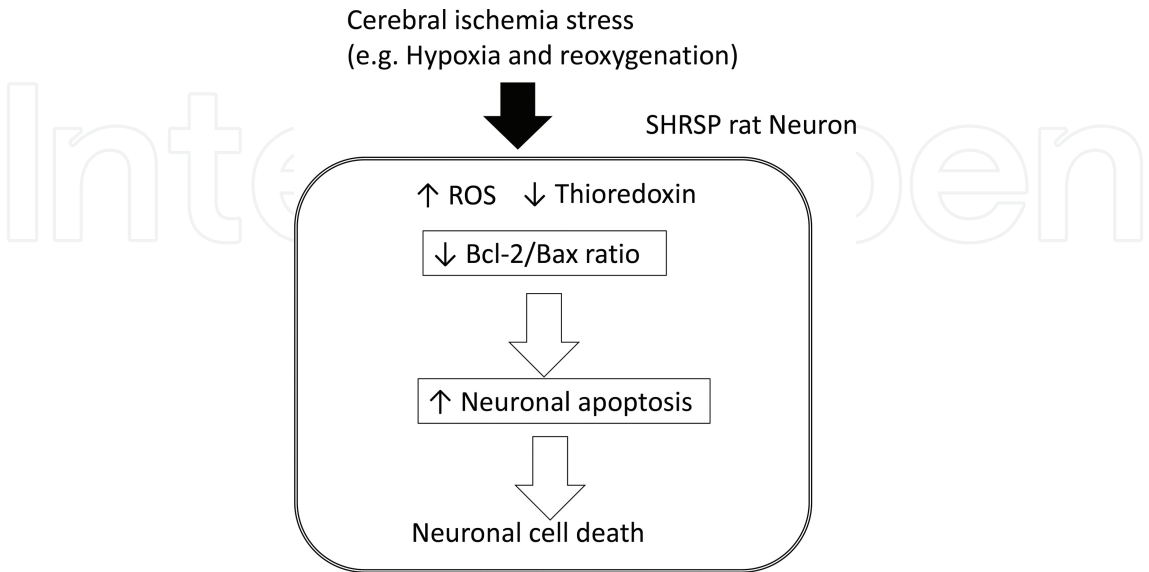 Cerebral ischemia stress
(e.g. Hypoxia and reoxygenation)
SHRSP rat Neuron
↑ ROS ↓ Thioredoxin
↓ Bcl-2/Bax ratio
↑ Neuronal apoptosis
Neuronal cell death